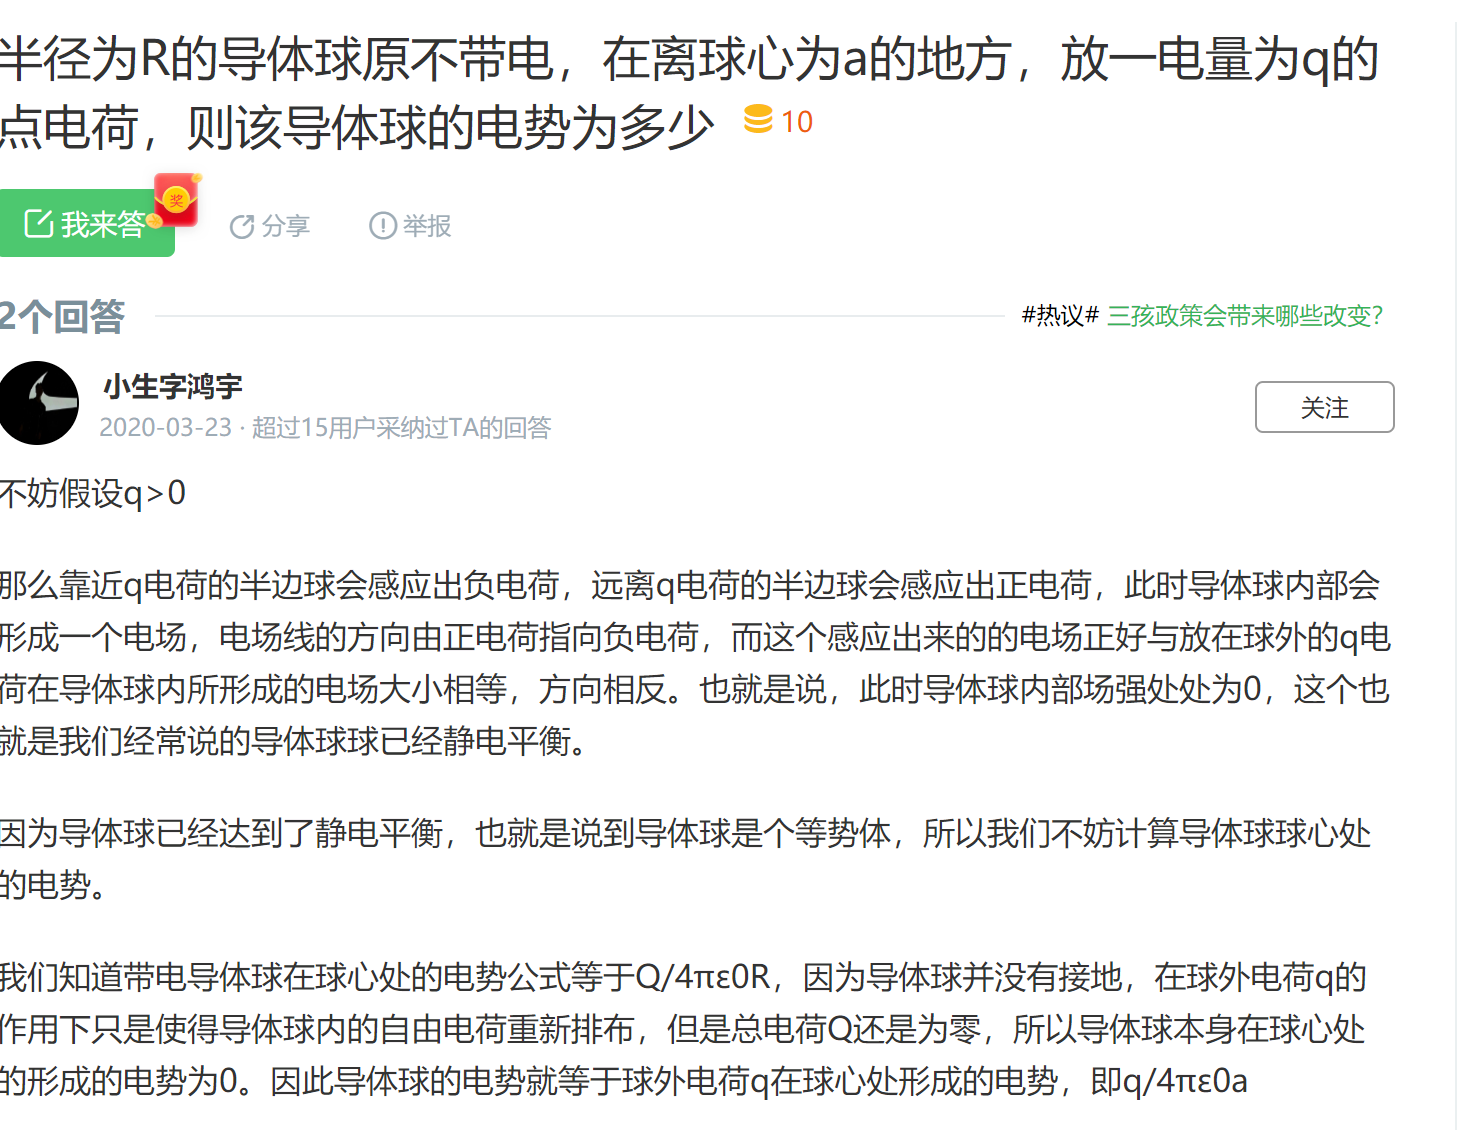 半径为R的导体球原不带电，在离球心为a的地方，放一电量为q的
点电荷，则该导体球的电势为多少 10
奖
我来答 分享 举报
2个回答 #热议# 三孩政策会带来哪些改变？
小生字鸿宇
2020-03-23 · 超过15用户采纳过TA的回答
关注
不妨假设q>0
那么靠近q电荷的半边球会感应出负电荷，远离q电荷的半边球会感应出正电荷，此时导体球内部会
形成一个电场，电场线的方向由正电荷指向负电荷，而这个感应出来的的电场正好与放在球外的q电
荷在导体球内所形成的电场大小相等，方向相反。也就是说，此时导体球内部场强处处为0，这个也
就是我们经常说的导体球球已经静电平衡。
因为导体球已经达到了静电平衡，也就是说到导体球是个等势体，所以我们不妨计算导体球球心处
的电势。
我们知道带电导体球在球心处的电势公式等于Q/4πε0R，因为导体球并没有接地，在球外电荷q的
作用下只是使得导体球内的自由电荷重新排布，但是总电荷Q还是为零，所以导体球本身在球心处
的形成的电势为0。因此导体球的电势就等于球外电荷q在球心处形成的电势，即q/4πε0a